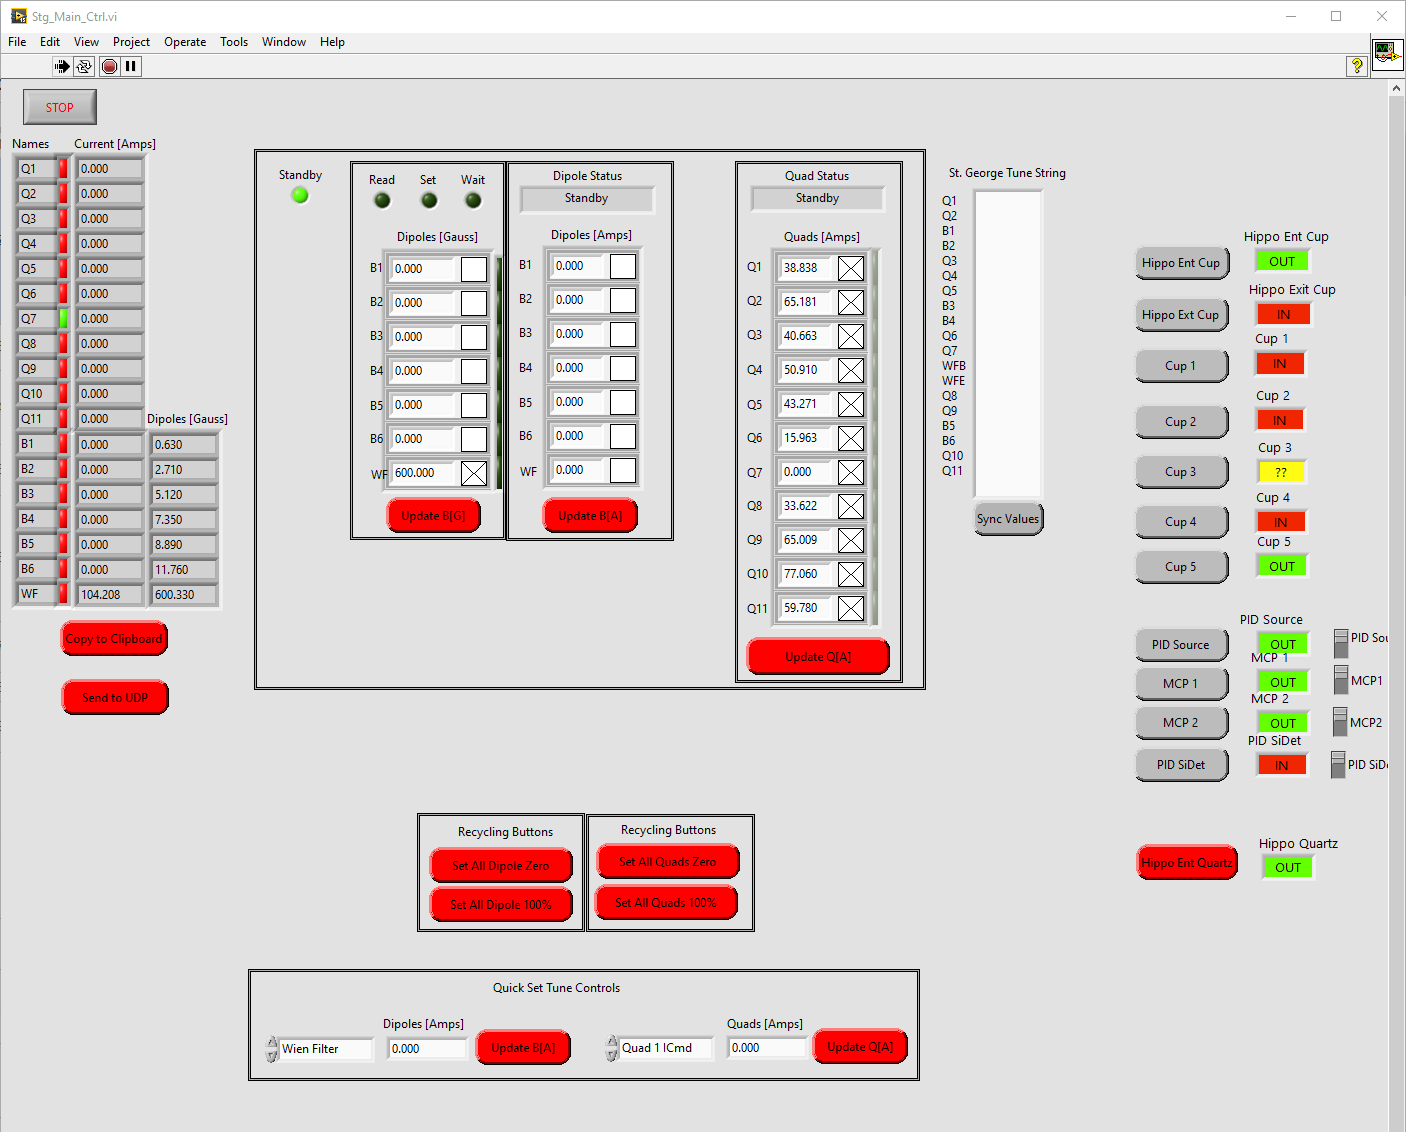 Stg_Main_Ctrl.vi
File Edit View Project Operate Tools Window Help
STOP
Names Current [Amps]
Q1 0.000
Q2 0.000
Q3 0.000
Q4 0.000
Q5 0.000
Q6 0.000
Q7 0.000
Q8 0.000
Q9 0.000
Q10 0.000
Q11 0.000 Dipoles [Gauss]
B1 0.000 0.630
B2 0.000 2.710
B3 0.000 5.120
B4 0.000 7.350
B5 0.000 8.890
B6 0.000 11.760
WF 104.208 600.330
Copy to Clipboard
Send to UDP
Standby
Read Set Wait
Dipoles [Gauss]
B1 0.000
B2 0.000
B3 0.000
B4 0.000
B5 0.000
B6 0.000
WF 600.000
Update B[G]
Dipole Status
Standby
Dipoles [Amps]
B1 0.000
B2 0.000
B3 0.000
B4 0.000
B5 0.000
B6 0.000
WF 0.000
Update B[A]
Quad Status
Standby
Quads [Amps]
Q1 38.838
Q2 65.181
Q3 40.663
Q4 50.910
Q5 43.271
Q6 15.963
Q7 0.000
Q8 33.622
Q9 65.009
Q10 77.060
Q11 59.780
Update Q[A]
St. George Tune String
Q1
Q2
B1
B2
Q3
Q4
Q5
B3
B4
Q6
Q7
WFB
WFE
Q8
Q9
B5
B6
Q10
Q11
Sync Values
Hippo Ent Cup
Hippo Ent Cup OUT
Hippo Exit Cup
Hippo Ext Cup IN
Cup 1
Cup 1 IN
Cup 2
Cup 2 IN
Cup 3
Cup 3 ??
Cup 4
Cup 4 IN
Cup 5
Cup 5 OUT
PID Source
PID Source OUT PID Sou
MCP 1
MCP 1 OUT MCP1
MCP 2
MCP 2 OUT MCP2
PID SiDet
PID SiDet IN PID SiDe
Hippo Quartz
Hippo Ent Quartz OUT
Recycling Buttons
Set All Dipole Zero
Set All Dipole 100%
Recycling Buttons
Set All Quads Zero
Set All Quads 100%
Quick Set Tune Controls
Dipoles [Amps] Quads [Amps]
Wien Filter 0.000 Update B[A] Quad 1 ICmd 0.000 Update Q[A]